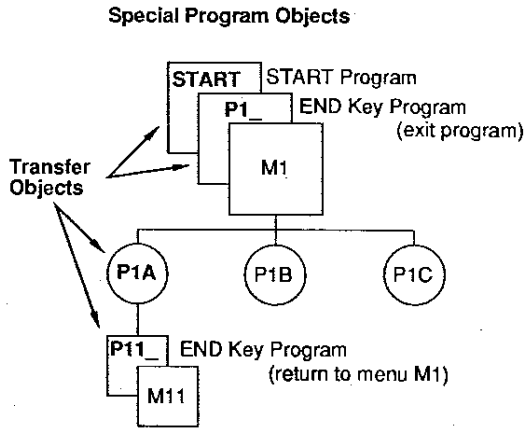 Special Program Objects
START START Program
P1_ END Key Program
(exit program)
M1
Transfer
Objects
P1A P1B P1C
P11_ END Key Program
(return to menu M1)
M11